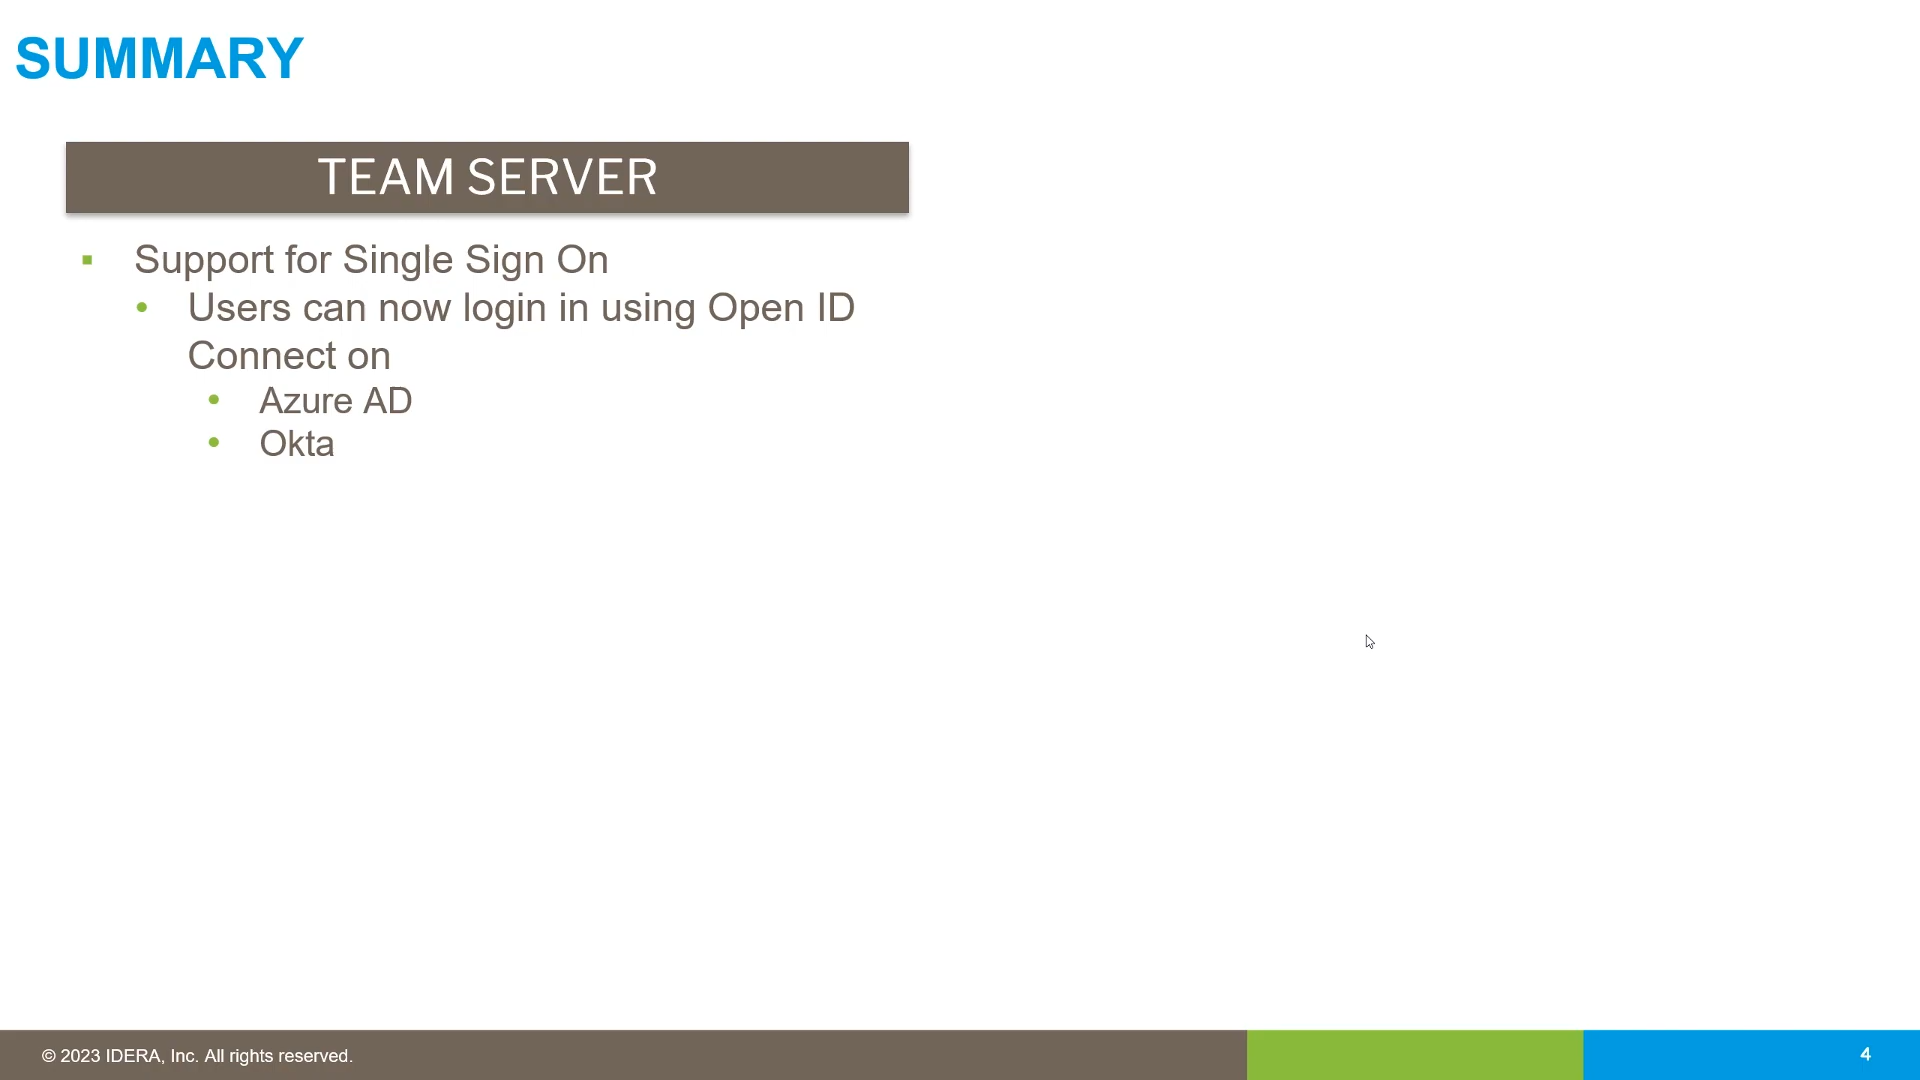 SUMMARY
TEAM SERVER
▪ Support for Single Sign On
• Users can now login in using Open ID
Connect on
• Azure AD
• Okta
© 2023 IDERA, Inc. All rights reserved.
4